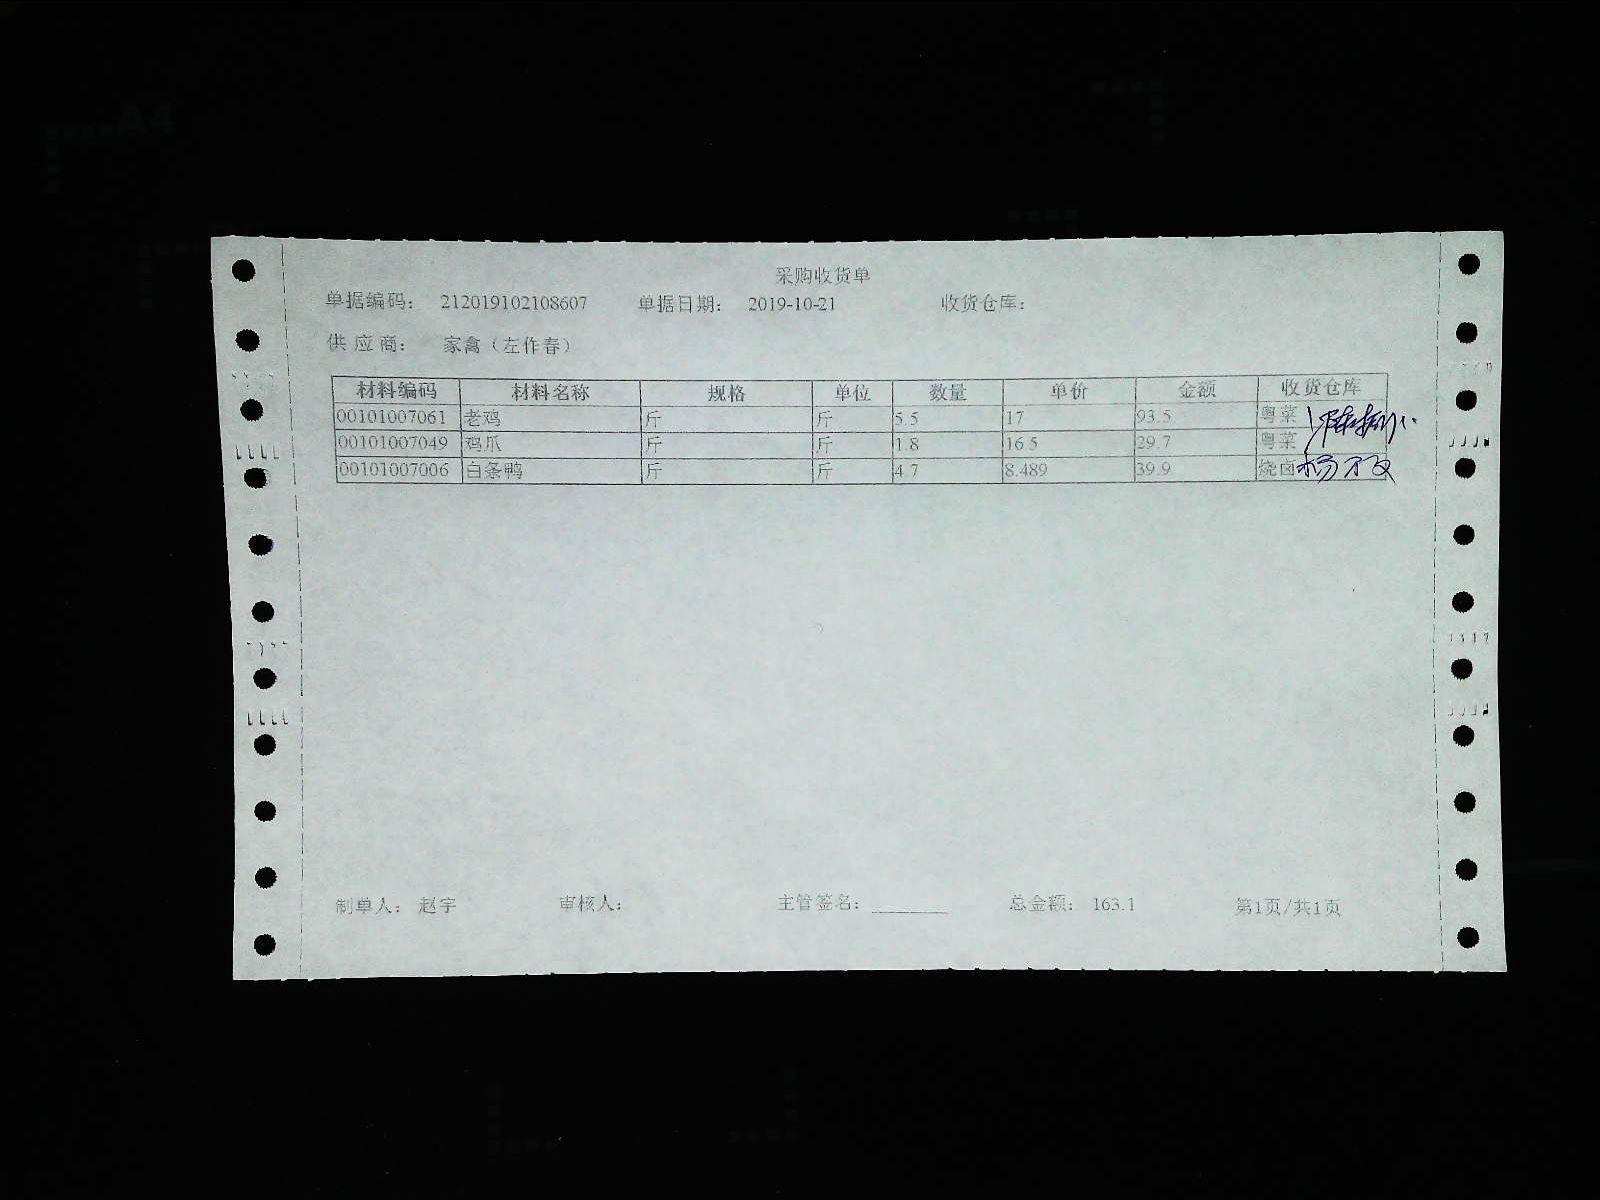 采购收货单
单据编码： 212019102108607 单据日期： 2019-10-21 收货仓库：
供 应 商： 家禽（左作春）
材料编码 材料名称 规格 单位 数量 单价 金额 收货仓库
00101007061 老鸡 斤 斤 5.5 17 93.5 粤菜
00101007049 鸡爪 斤 斤 1.8 16.5 29.7 粤菜
00101007006 白条鸭 斤 斤 4.7 8.489 39.9 烧卤
制单人： 赵宇 审核人： 主管签名： ________ 总金额： 163.1 第1页/共1页